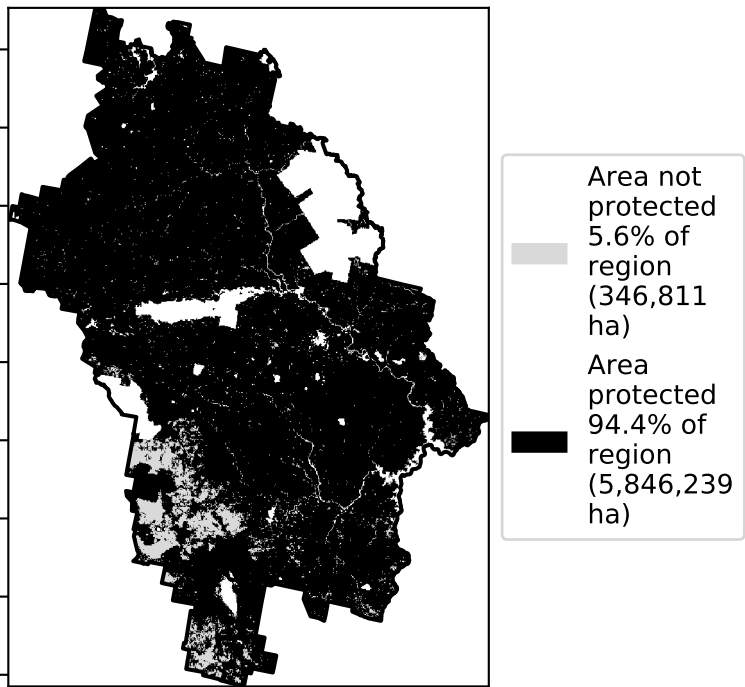 Area not
protected
5.6% of
region
(346,811
ha)
Area
protected
94.4% of
region
(5,846,239
ha)